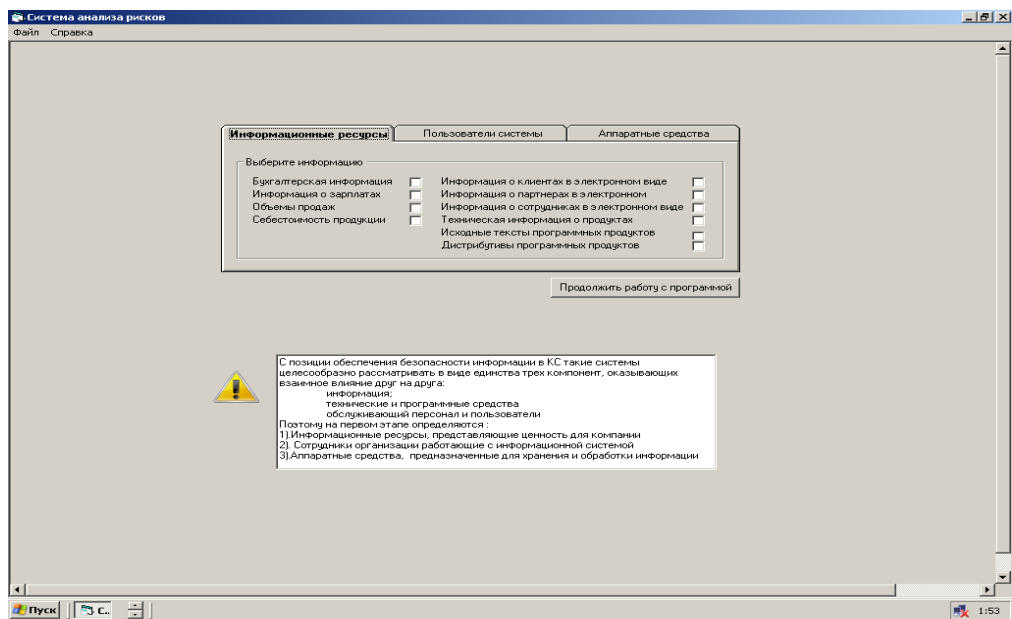 Система анализа рисков
Файл Справка
Информационные ресурсы Пользователи системы Аппаратные средства
Выберите информацию
Бухгалтерская информация Информация о клиентах в электронном виде
Информация о зарплатах Информация о партнерах в электронном
Объемы продаж Информация о сотрудниках в электронном виде
Себестоимость продукции Техническая информация о продуктах
Исходные тексты программных продуктов
Дистрибутивы программных продуктов
Продолжить работу с программой
С позиции обеспечения безопасности информации в КС такие системы
целесообразно рассматривать в виде единства трех компонент, оказывающих
взаимное влияние друг на друга:
информация;
технические и программные средства
обслуживающий персонал и пользователи
Поэтому на первом этапе определяются :
1).Информационные ресурсы, представляющие ценность для компании
2). Сотрудники организации работающие с информационной системой
3).Аппаратные средства, предназначенные для хранения и обработки информации
Пуск С.. 1:53